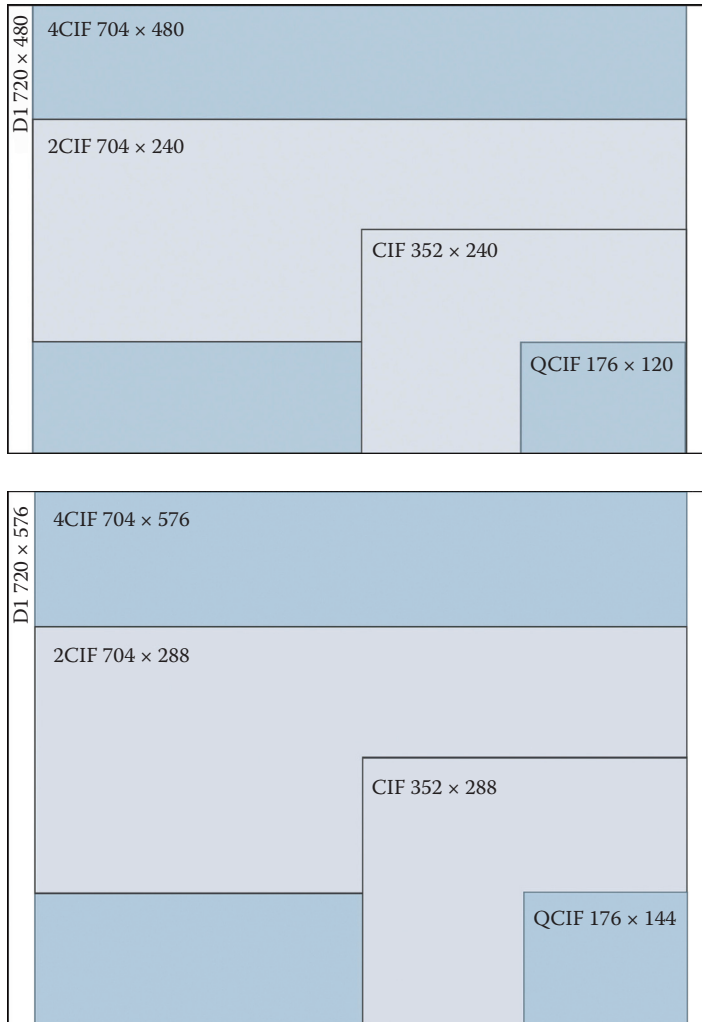 D1 720 × 480
4CIF 704 × 480
2CIF 704 × 240
CIF 352 × 240
QCIF 176 × 120
D1 720 × 576
4CIF 704 × 576
2CIF 704 × 288
CIF 352 × 288
QCIF 176 × 144